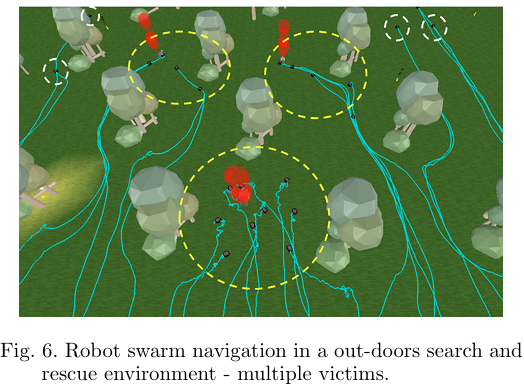 Fig. 6. Robot swarm navigation in a out-doors search and
rescue environment - multiple victims.